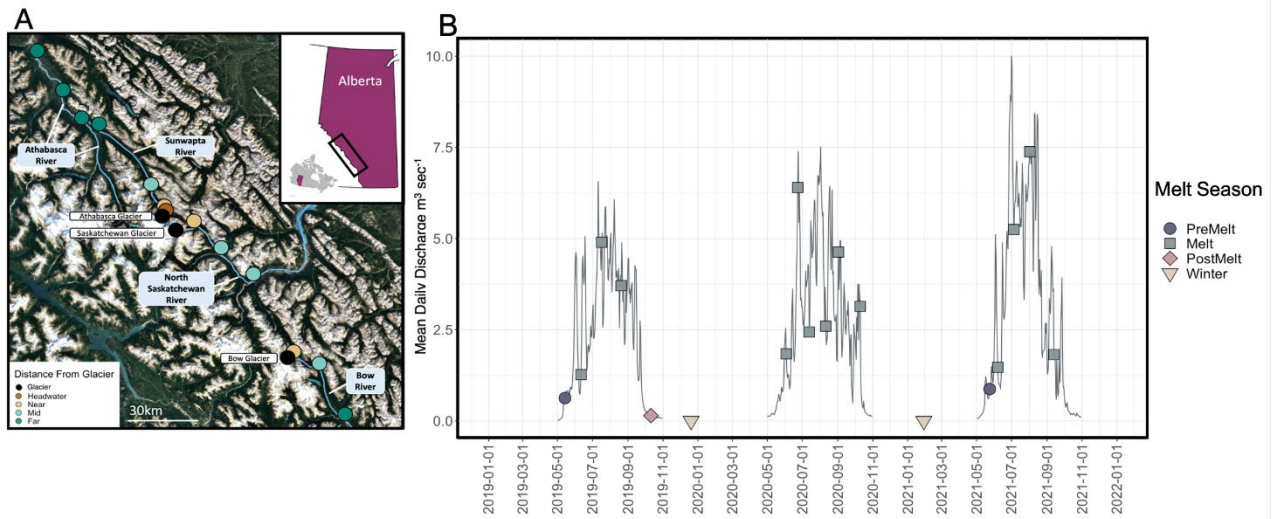 A
Alberta
Sunwapta
River
Athabasca
River
Athabasca Glacier
Saskatchewan Glacier
North
Saskatchewan
River
Bow Glacier
Bow
River
Distance From Glacier
Glacier
Headwater
Near
Mid
Far
30km
B
Mean Daily Discharge m³ sec⁻¹
10.0
7.5
5.0
2.5
0.0
2019-01-01
2019-03-01
2019-05-01
2019-07-01
2019-09-01
2019-11-01
2020-01-01
2020-03-01
2020-05-01
2020-07-01
2020-09-01
2020-11-01
2021-01-01
2021-03-01
2021-05-01
2021-07-01
2021-09-01
2021-11-01
2022-01-01
Melt Season
PreMelt
Melt
PostMelt
Winter